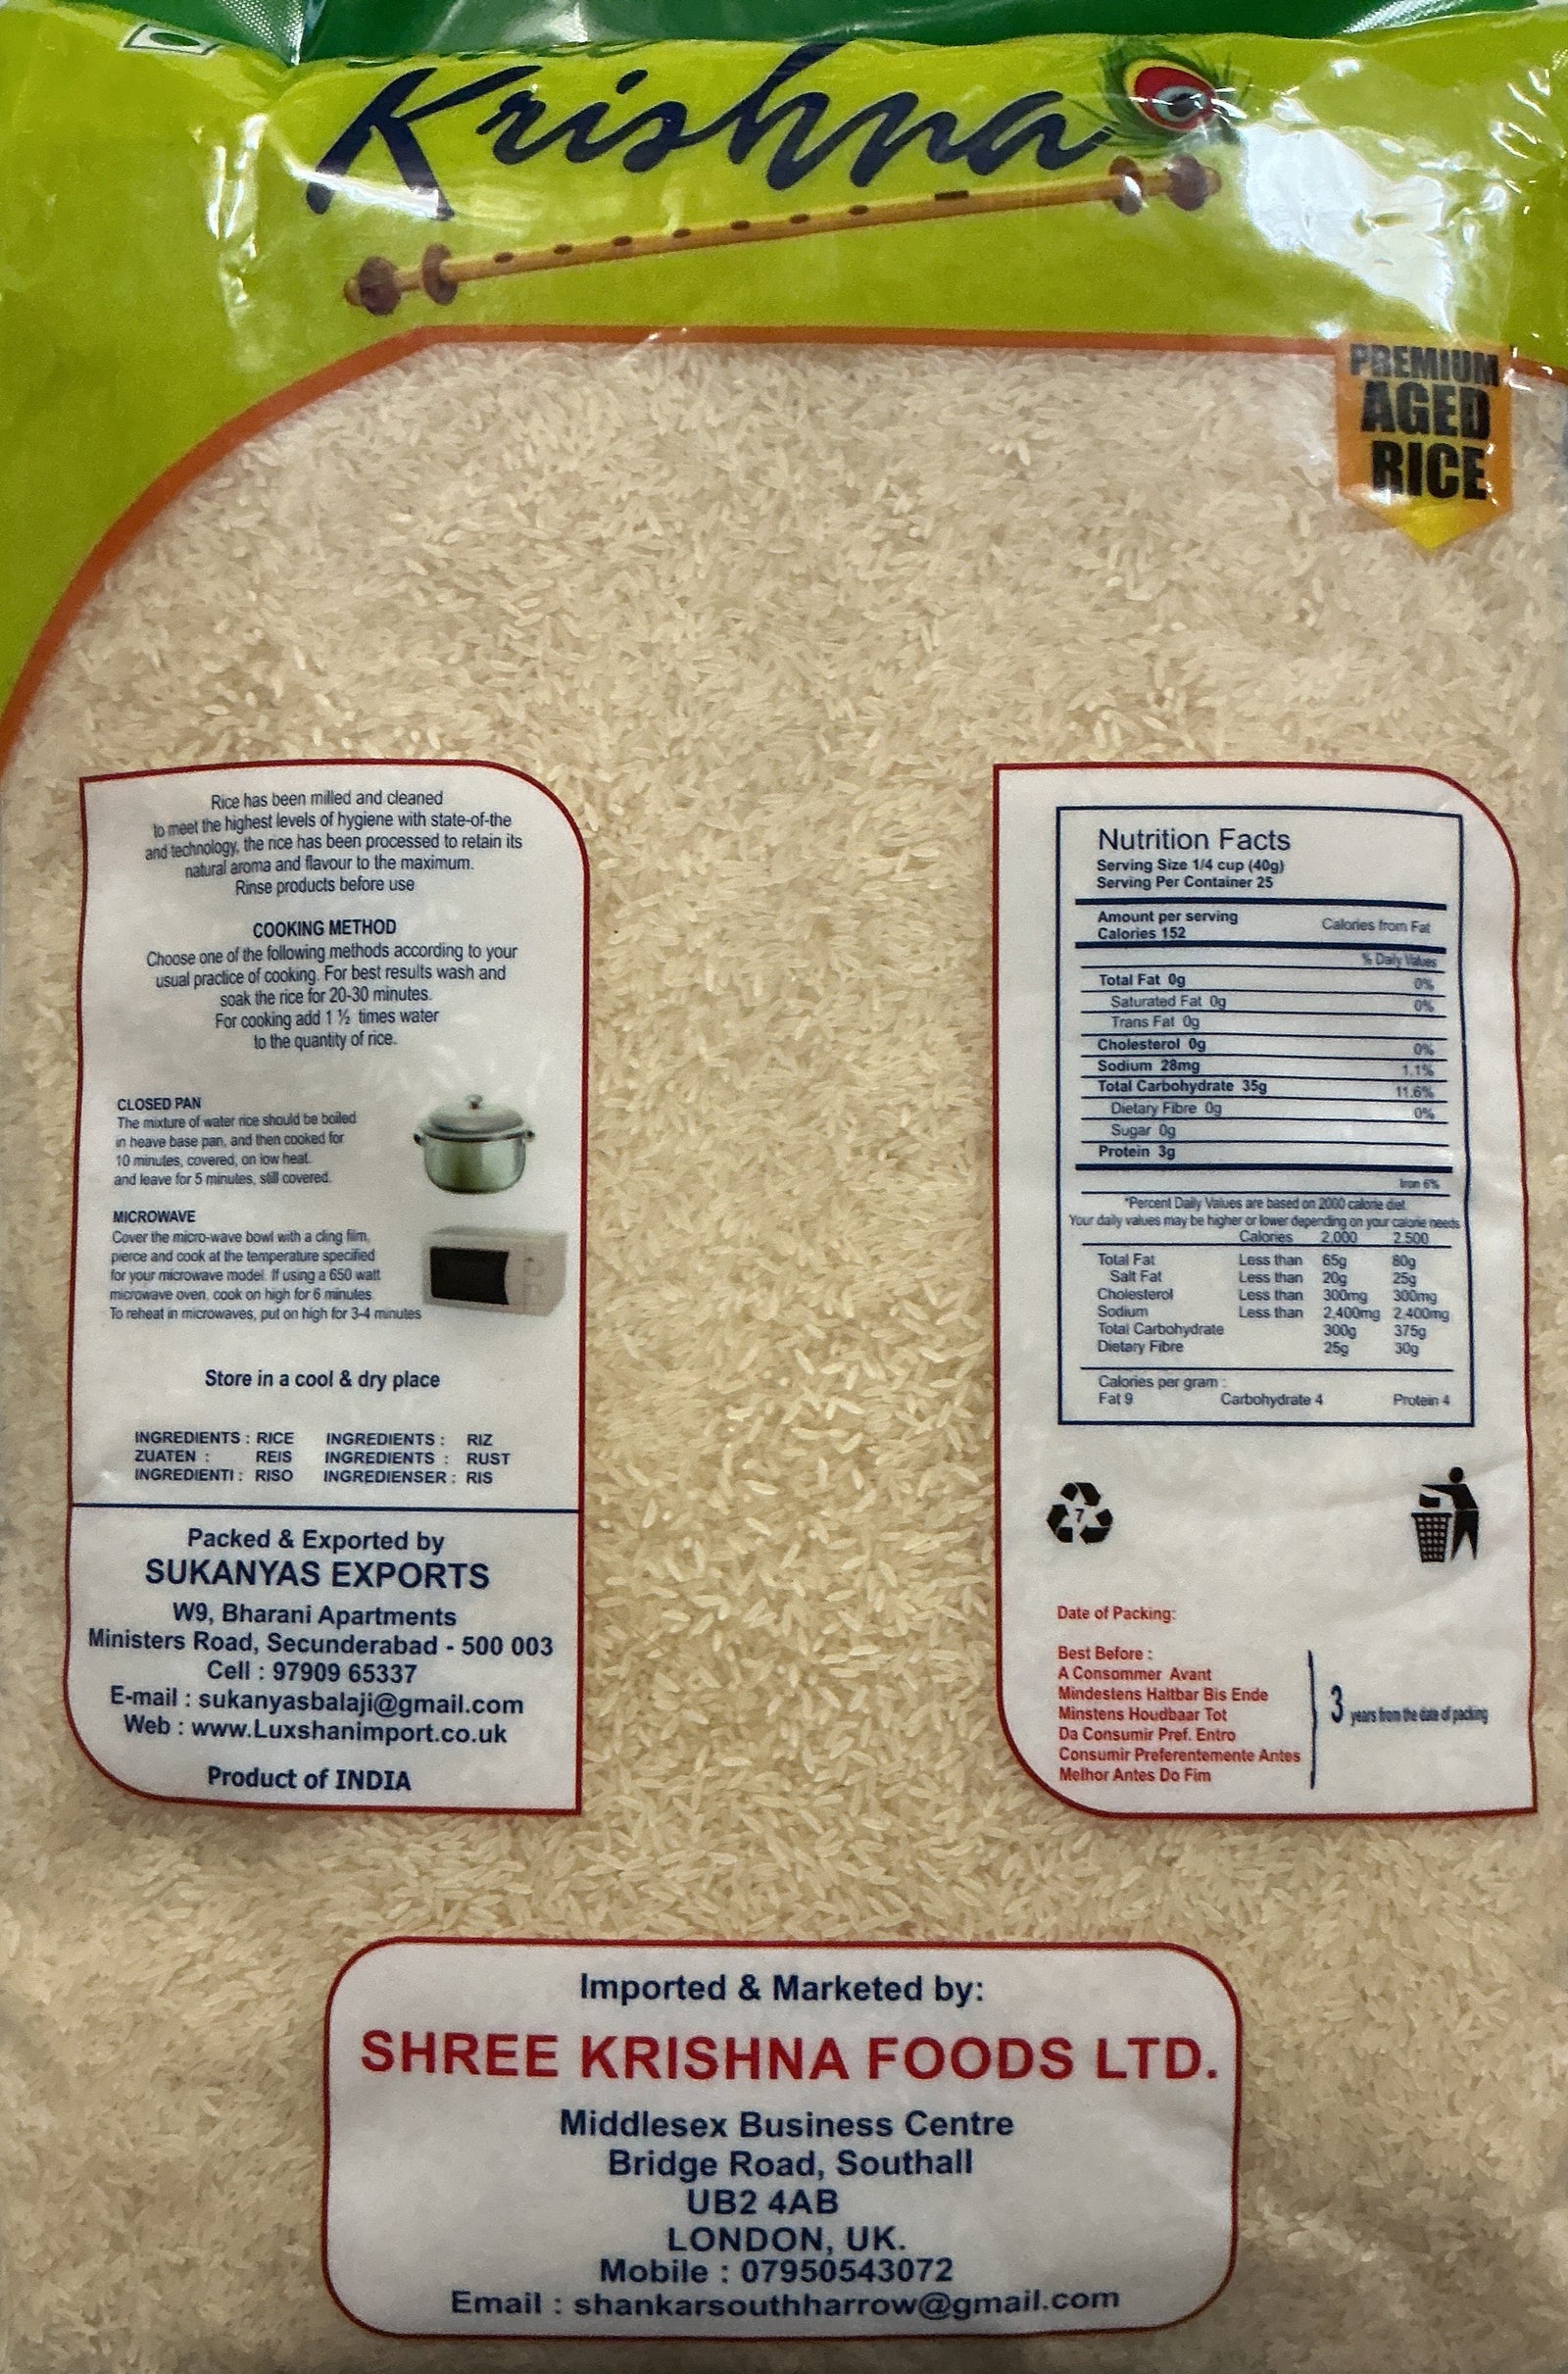 Krishna
PREMIUM
AGED
RICE
Rice has been milled and cleaned
to meet the highest levels of hygiene with state-of-the
and technology, the rice has been processed to retain its
natural aroma and flavour to the maximum.
Rinse products before use
COOKING METHOD
Choose one of the following methods according to your
usual practice of cooking. For best results wash and
soak the rice for 20-30 minutes.
For cooking add 1 ½ times water
to the quantity of rice.
CLOSED PAN
The mixture of water rice should be boiled
in heave base pan, and then cooked for
10 minutes, covered, on low heat.
and leave for 5 minutes, still covered.
MICROWAVE
Cover the micro-wave bowl with a cling film,
pierce and cook at the temperature specified
for your microwave model. If using a 650 watt
microwave oven, cook on high for 6 minutes.
To reheat in microwaves, put on high for 3-4 minutes
Store in a cool & dry place
INGREDIENTS : RICE INGREDIENTS : RIZ
ZUATEN : REIS INGREDIENTS : RUST
INGREDIENTI : RISO INGREDIENSER : RIS
Packed & Exported by
SUKANYAS EXPORTS
W9, Bharani Apartments
Ministers Road, Secunderabad - 500 003
Cell : 97909 65337
E-mail : sukanyasbalaji@gmail.com
Web : www.Luxshanimport.co.uk
Product of INDIA
Nutrition Facts
Serving Size 1/4 cup (40g)
Serving Per Container 25
Amount per serving
Calories 152 Calories from Fat
% Daily Values
Total Fat 0g 0%
Saturated Fat 0g 0%
Trans Fat 0g
Cholesterol 0g 0%
Sodium 28mg 1.1%
Total Carbohydrate 35g 11.6%
Dietary Fibre 0g 0%
Sugar 0g
Protein 3g
Iron 6%
*Percent Daily Values are based on 2000 calorie diet.
Your daily values may be higher or lower depending on your calorie needs
Calories 2,000 2,500
Total Fat Less than 65g 80g
Salt Fat Less than 20g 25g
Cholesterol Less than 300mg 300mg
Sodium Less than 2,400mg 2,400mg
Total Carbohydrate 300g 375g
Dietary Fibre 25g 30g
Calories per gram :
Fat 9 Carbohydrate 4 Protein 4
7
Date of Packing:
Best Before :
A Consommer Avant
Mindestens Haltbar Bis Ende
Minstens Houdbaar Tot
Da Consumir Pref. Entro
Consumir Preferentemente Antes
Melhor Antes Do Fim
3 years from the date of packing
Imported & Marketed by:
SHREE KRISHNA FOODS LTD.
Middlesex Business Centre
Bridge Road, Southall
UB2 4AB
LONDON, UK.
Mobile : 07950543072
Email : shankarsouthharrow@gmail.com